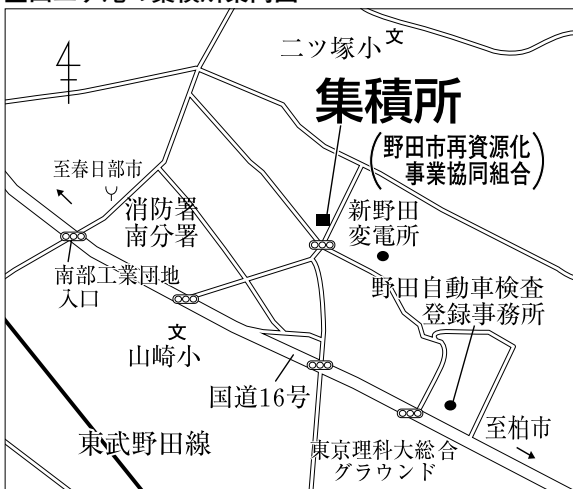 二ツ塚小
集積所
(野田市再資源化
事業協同組合)
至春日部市
消防署
南分署
新野田
変電所
南部工業団地
入口
野田自動車検査
登録事務所
山崎小
国道16号
至柏市
東武野田線
東京理科大総合
グラウンド